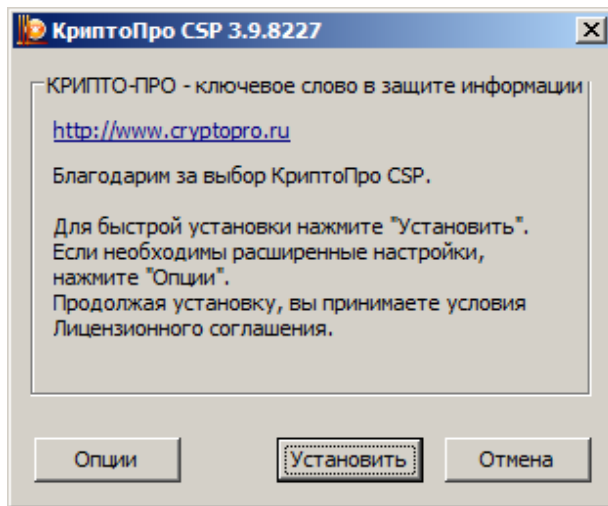 КриптоПро CSP 3.9.8227
КРИПТО-ПРО - ключевое слово в защите информации
http://www.cryptopro.ru
Благодарим за выбор КриптоПро CSP.
Для быстрой установки нажмите "Установить".
Если необходимы расширенные настройки,
нажмите "Опции".
Продолжая установку, вы принимаете условия
Лицензионного соглашения.
Опции
Установить
Отмена